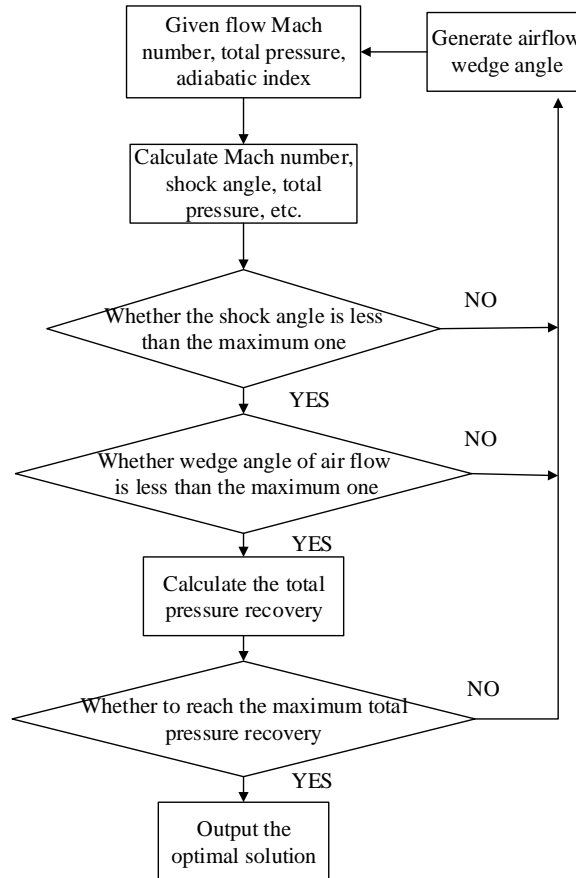 Given flow Mach
number, total pressure,
adiabatic index
Generate airflow
wedge angle
Calculate Mach number,
shock angle, total
pressure, etc.
Whether the shock angle is less
than the maximum one
NO
YES
Whether wedge angle of air flow
is less than the maximum one
NO
YES
Calculate the total
pressure recovery
Whether to reach the maximum total
pressure recovery
NO
YES
Output the
optimal solution